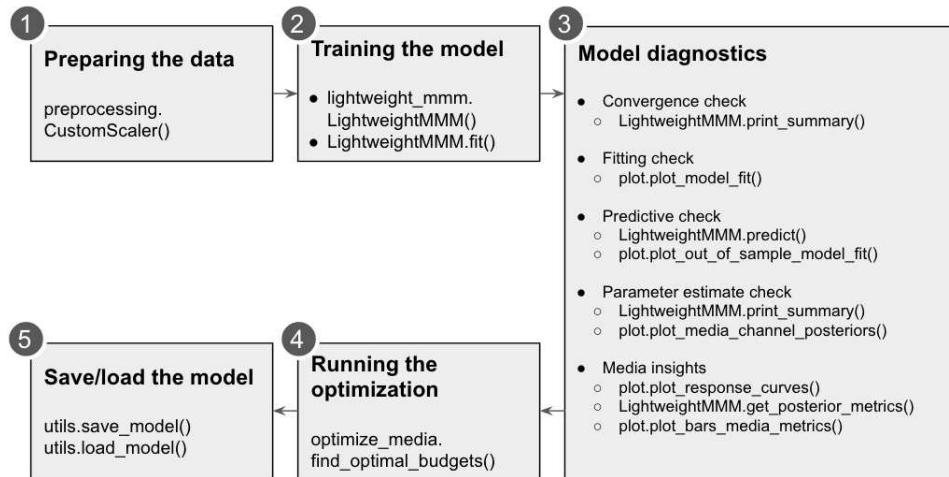 1
Preparing the data
preprocessing.
CustomScaler()
2
Training the model
● lightweight_mmm.
LightweightMMM()
● LightweightMMM.fit()
3
Model diagnostics
● Convergence check
○ LightweightMMM.print_summary()
● Fitting check
○ plot.plot_model_fit()
● Predictive check
○ LightweightMMM.predict()
○ plot.plot_out_of_sample_model_fit()
● Parameter estimate check
○ LightweightMMM.print_summary()
○ plot.plot_media_channel_posteriors()
● Media insights
○ plot.plot_response_curves()
○ LightweightMMM.get_posterior_metrics()
○ plot.plot_bars_media_metrics()
4
Running the
optimization
optimize_media.
find_optimal_budgets()
5
Save/load the model
utils.save_model()
utils.load_model()